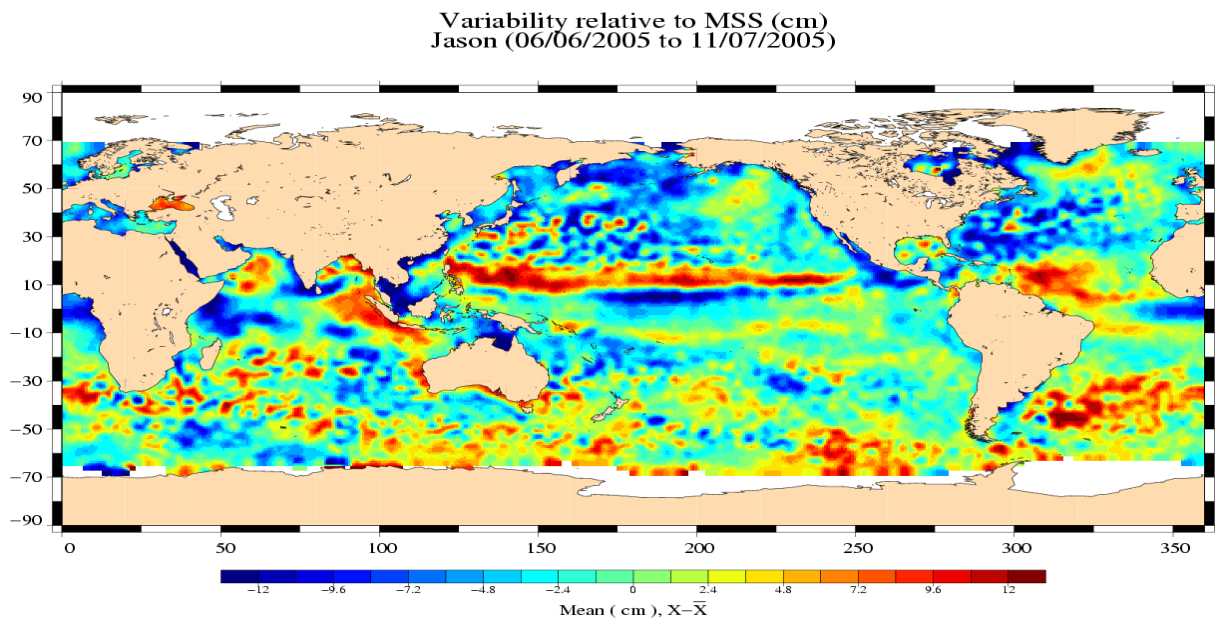 Variability relative to MSS (cm)
Jason (06/06/2005 to 11/07/2005)
90
70
50
30
10
−10
−30
−50
−70
−90
0 50 100 150 200 250 300 350
−12 −9.6 −7.2 −4.8 −2.4 0 2.4 4.8 7.2 9.6 12
Mean ( cm ), X−X̅